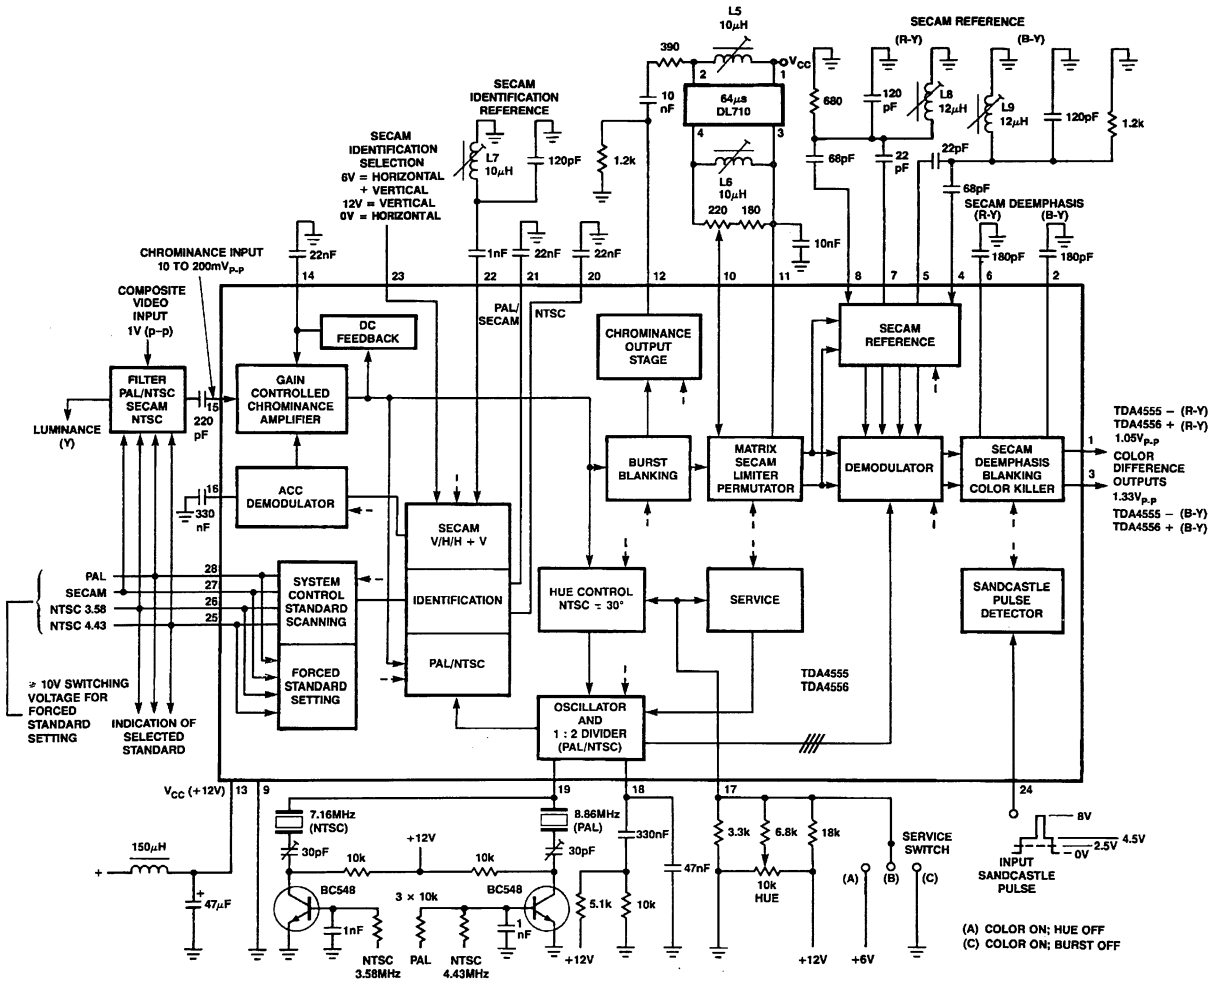 L5
10μH
SECAM REFERENCE
(R-Y)
(B-Y)
390
VCC
2
1
SECAM
IDENTIFICATION
REFERENCE
10
nF
64μs
DL710
680
120
pF
L8
12μH
L9
12μH
120pF
1.2k
4
3
SECAM
IDENTIFICATION
SELECTION
6V = HORIZONTAL
+ VERTICAL
12V = VERTICAL
0V = HORIZONTAL
L7
10μH
120pF
1.2k
L6
10μH
68pF
22
pF
22pF
68pF
220
180
SECAM DEEMPHASIS
(R-Y)
(B-Y)
CHROMINANCE INPUT
10 TO 200mVP-P
22nF
1nF
22nF
22nF
10nF
180pF
180pF
14
23
22
21
20
12
10
11
8
7
5
4
6
2
COMPOSITE
VIDEO
INPUT
1V (p–p)
PAL/
SECAM
NTSC
DC
FEEDBACK
CHROMINANCE
OUTPUT
STAGE
SECAM
REFERENCE
FILTER
PAL/NTSC
SECAM
NTSC
15
220
pF
GAIN
CONTROLLED
CHROMINANCE
AMPLIFIER
LUMINANCE
(Y)
TDA4555 – (R-Y)
TDA4556 + (R-Y)
1.05VP-P
1
COLOR
DIFFERENCE
OUTPUTS
3
1.33VP-P
TDA4555 – (B-Y)
TDA4556 + (B-Y)
BURST
BLANKING
MATRIX
SECAM
LIMITER
PERMUTATOR
DEMODULATOR
SECAM
DEEMPHASIS
BLANKING
COLOR KILLER
16
330
nF
ACC
DEMODULATOR
SECAM
V/H/H + V
IDENTIFICATION
PAL/NTSC
PAL
SECAM
NTSC 3.58
NTSC 4.43
28
27
26
25
SYSTEM
CONTROL
STANDARD
SCANNING
FORCED
STANDARD
SETTING
HUE CONTROL
NTSC ∓ 30°
SERVICE
SANDCASTLE
PULSE
DETECTOR
TDA4555
TDA4556
10V SWITCHING
VOLTAGE FOR
FORCED
STANDARD
SETTING
INDICATION OF
SELECTED
STANDARD
OSCILLATOR
AND
1 : 2 DIVIDER
(PAL/NTSC)
VCC (+12V)
13
9
19
18
17
24
7.16MHz
(NTSC)
8.86MHz
(PAL)
30pF
30pF
+12V
10k
10k
330nF
47nF
3.3k
6.8k
18k
SERVICE
SWITCH
8V
4.5V
2.5V
0V
INPUT
SANDCASTLE
PULSE
150μH
+
+
47μF
BC548
BC548
3 × 10k
1nF
1
nF
5.1k
10k
10k
HUE
(A)
(B)
(C)
NTSC
3.58MHz
PAL
NTSC
4.43MHz
+12V
+12V
+6V
(A) COLOR ON; HUE OFF
(C) COLOR ON; BURST OFF